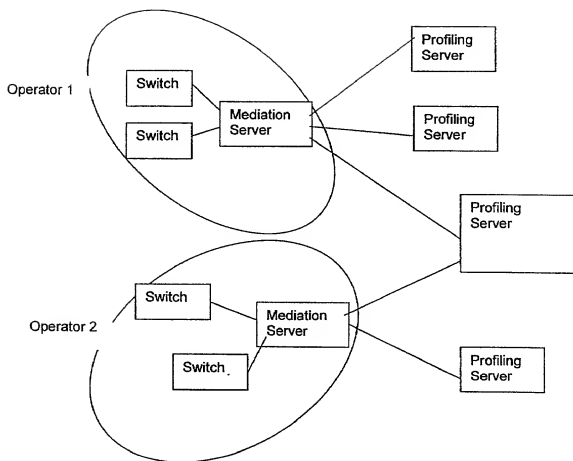 Operator 1
Switch
Switch
Mediation
Server
Profiling
Server
Profiling
Server
Profiling
Server
Operator 2
Switch
Switch
Mediation
Server
Profiling
Server